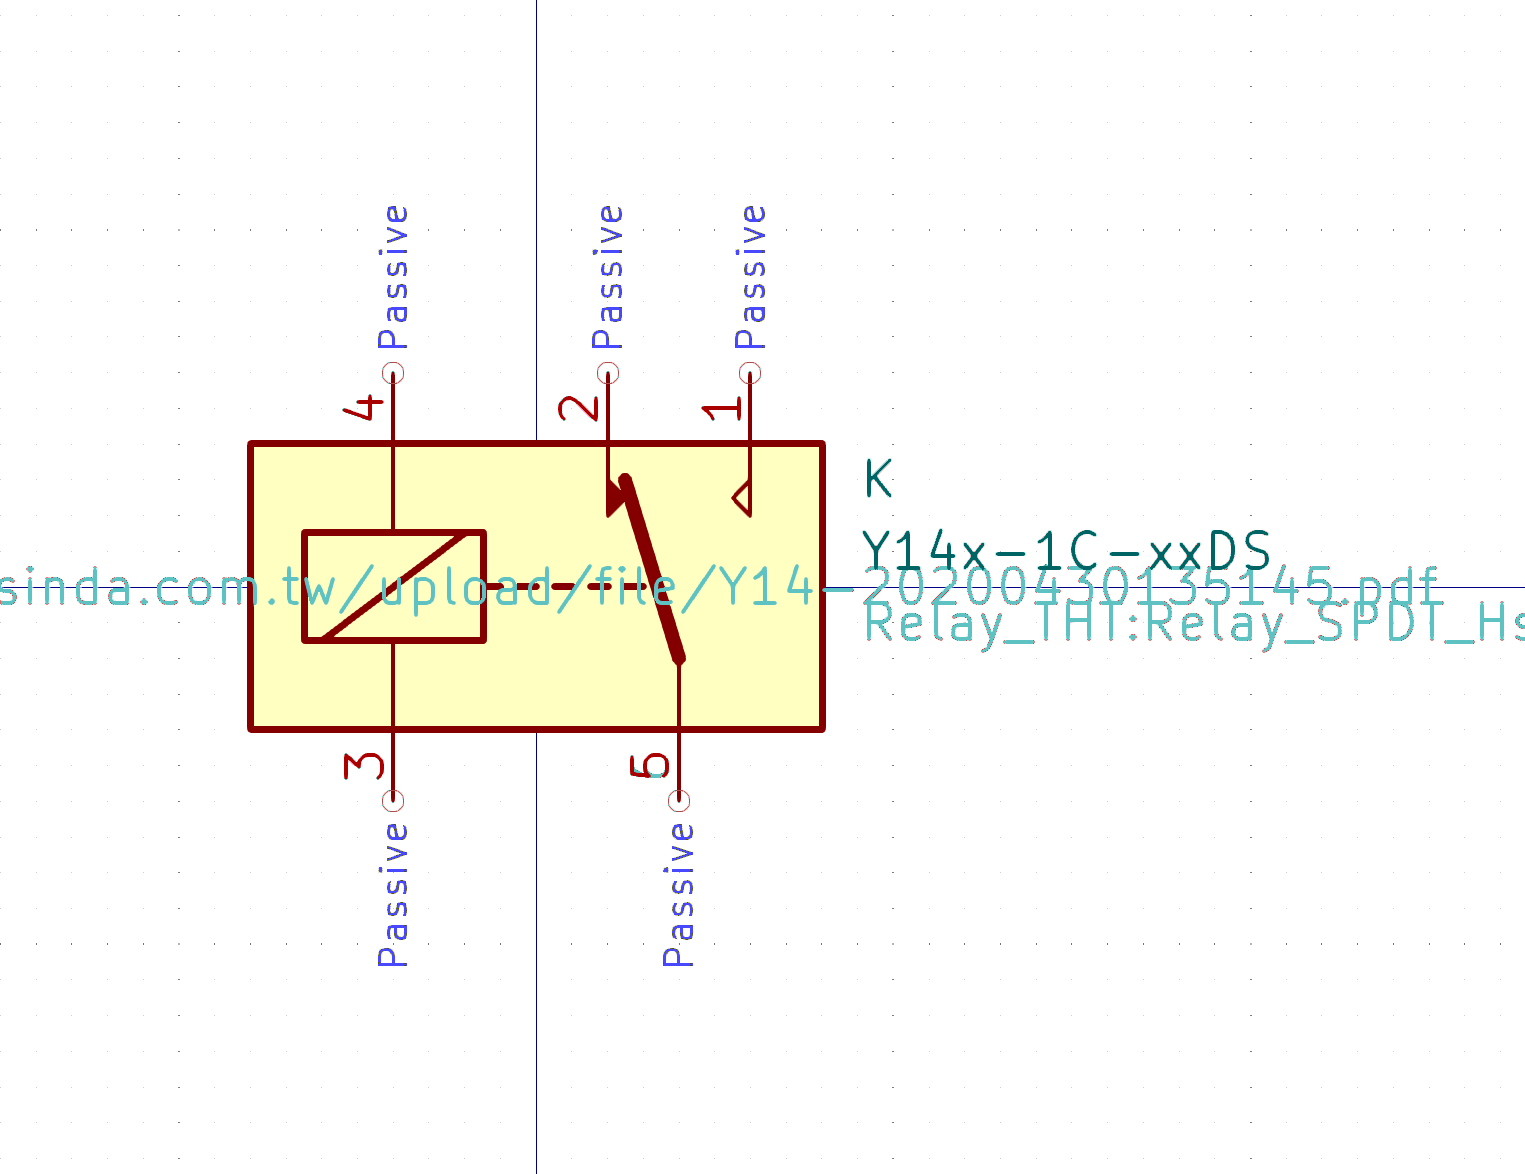 Passive
Passive
Passive
4
2
1
K
Y14x-1C-xxDS
sinda.com.tw/upload/file/Y14-20200430135145.pdf
Relay_THT:Relay_SPDT_Hs
3
5
Passive
Passive